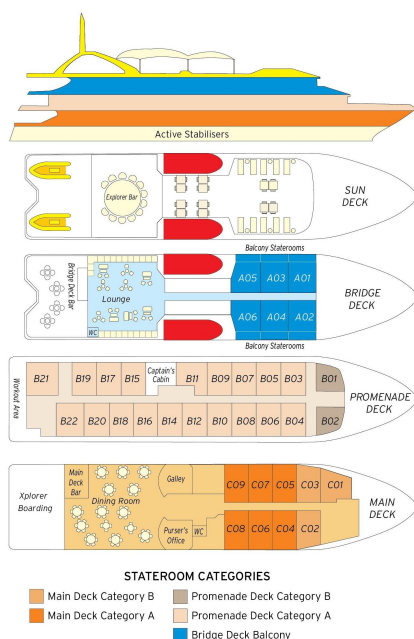 Active Stabilisers
Explorer Bar
SUN
DECK
Balcony Staterooms
Bridge Deck Bar
Lounge
WC
A05 A03 A01
A06 A04 A02
BRIDGE
DECK
Balcony Staterooms
Workout Area
B21 B19 B17 B15 Captain's
Cabin B11 B09 B07 B05 B03 B01
B22 B20 B18 B16 B14 B12 B10 B08 B06 B04 B02
PROMENADE
DECK
Xplorer
Boarding
Main
Deck
Bar
Dining Room
Galley
Purser's
Office
WC
C09 C07 C05 C03 C01
C08 C06 C04 C02
MAIN
DECK
STATEROOM CATEGORIES
Main Deck Category B
Promenade Deck Category B
Main Deck Category A
Promenade Deck Category A
Bridge Deck Balcony